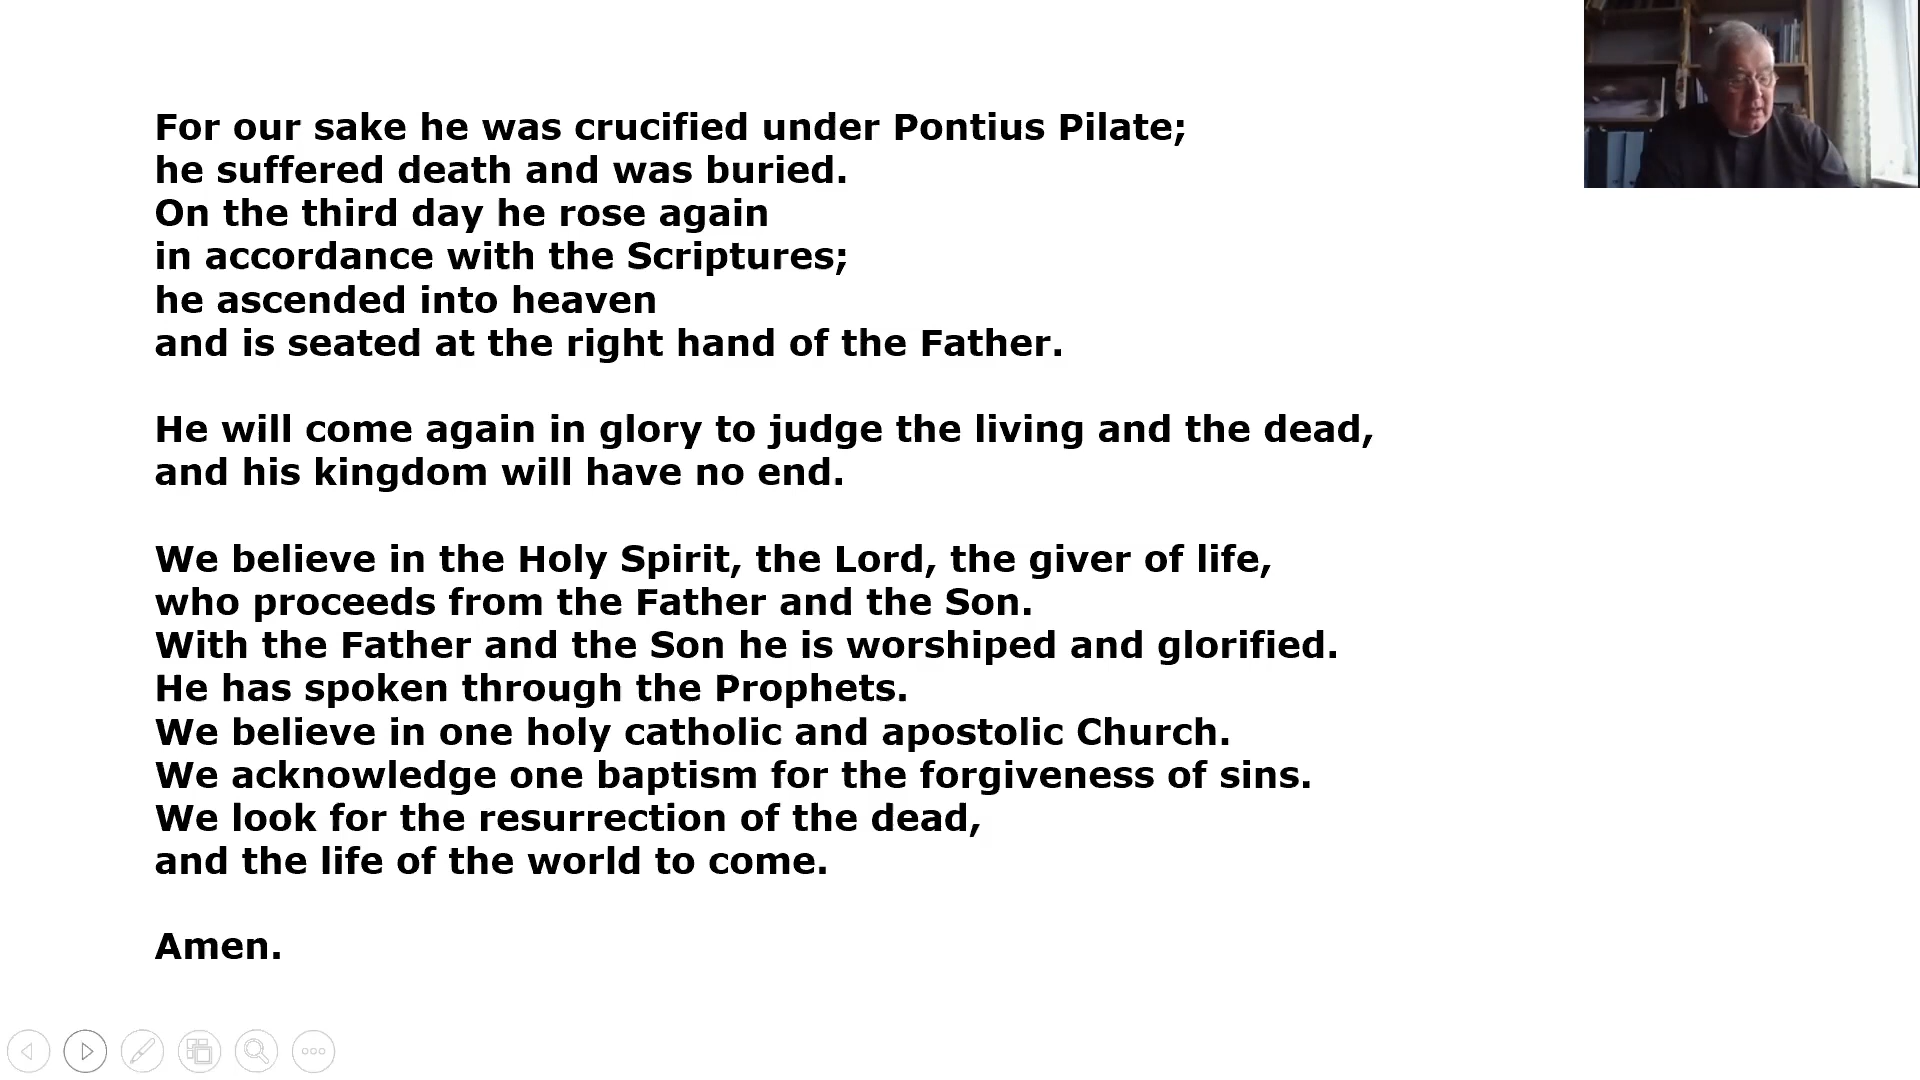 For our sake he was crucified under Pontius Pilate;
he suffered death and was buried.
On the third day he rose again
in accordance with the Scriptures;
he ascended into heaven
and is seated at the right hand of the Father.
He will come again in glory to judge the living and the dead,
and his kingdom will have no end.
We believe in the Holy Spirit, the Lord, the giver of life,
who proceeds from the Father and the Son.
With the Father and the Son he is worshiped and glorified.
He has spoken through the Prophets.
We believe in one holy catholic and apostolic Church.
We acknowledge one baptism for the forgiveness of sins.
We look for the resurrection of the dead,
and the life of the world to come.
Amen.